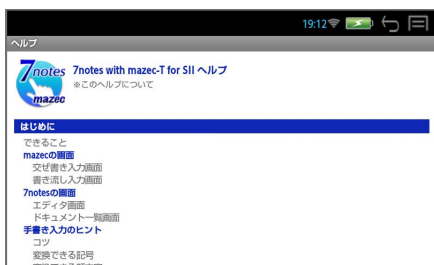 19:12
ヘルプ
7notes
mazec
7notes with mazec-T for SII ヘルプ
※このヘルプについて
はじめに
できること
mazecの画面
交ぜ書き入力画面
書き流し入力画面
7notesの画面
エディタ画面
ドキュメント一覧画面
手書き入力のヒント
コツ
変換できる記号